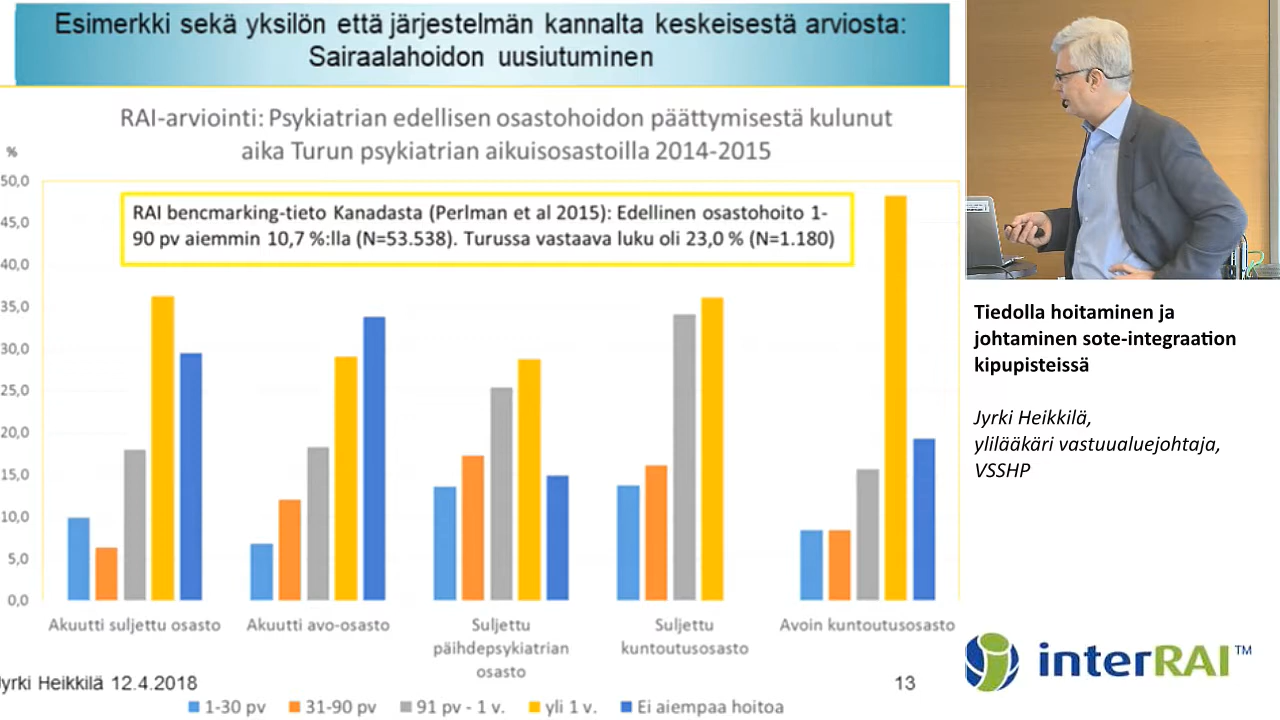 Esimerkki sekä yksilön että järjestelmän kannalta keskeisestä arviosta:
Sairaalahoidon uusiutuminen
RAI-arviointi: Psykiatrian edellisen osastohoidon päättymisestä kulunut
aika Turun psykiatrian aikuisosastoilla 2014-2015
%
50,0
45,0
40,0
35,0
30,0
25,0
20,0
15,0
10,0
5,0
0,0
RAI bencmarking-tieto Kanadasta (Perlman et al 2015): Edellinen osastohoito 1-
90 pv aiemmin 10,7 %:lla (N=53.538). Turussa vastaava luku oli 23,0 % (N=1.180)
Akuutti suljettu osasto
Akuutti avo-osasto
Suljettu
päihdepsykiatrian
osasto
Suljettu
kuntoutusosasto
Avoin kuntoutusosasto
Jyrki Heikkilä 12.4.2018
13
1-30 pv
31-90 pv
91 pv - 1 v.
yli 1 v.
Ei aiempaa hoitoa
Tiedolla hoitaminen ja
johtaminen sote-integraation
kipupisteissä
Jyrki Heikkilä,
ylilääkäri vastuualuejohtaja,
VSSHP
interRAI™